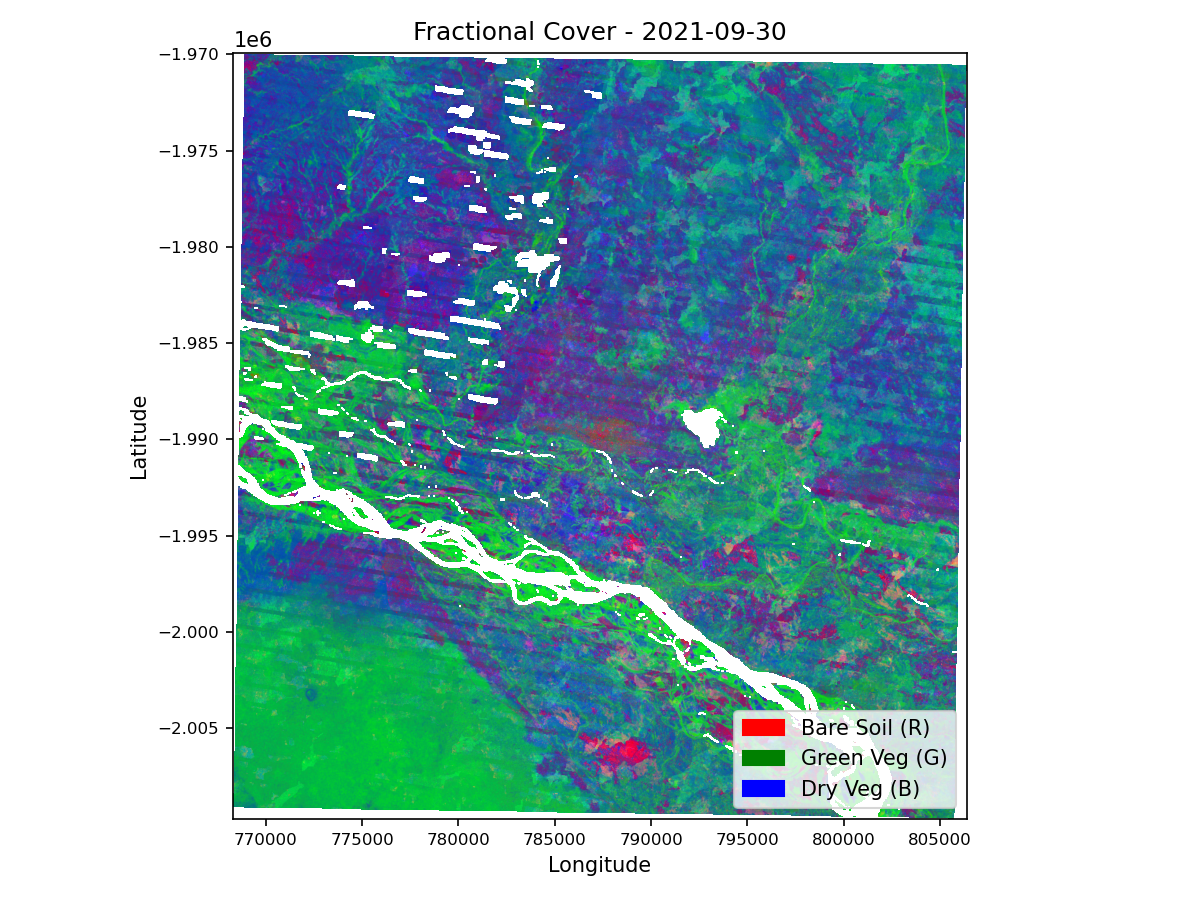 Fractional Cover - 2021-09-30
1e6
−1.970
−1.975
−1.980
−1.985
−1.990
−1.995
−2.000
−2.005
Latitude
770000 775000 780000 785000 790000 795000 800000 805000
Longitude
Bare Soil (R)
Green Veg (G)
Dry Veg (B)